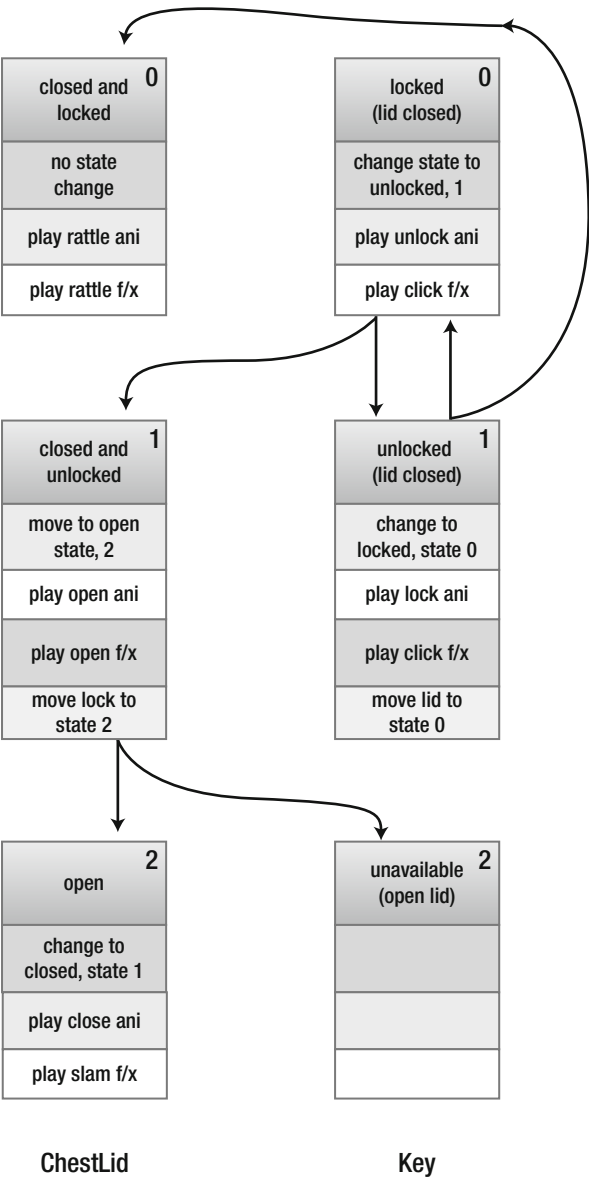 closed and
locked
0
no state
change
play rattle ani
play rattle f/x
locked
(lid closed)
0
change state to
unlocked, 1
play unlock ani
play click f/x
closed and
unlocked
1
move to open
state, 2
play open ani
play open f/x
move lock to
state 2
unlocked
(lid closed)
1
change to
locked, state 0
play lock ani
play click f/x
move lid to
state 0
open
2
change to
closed, state 1
play close ani
play slam f/x
unavailable
(open lid)
2
ChestLid
Key